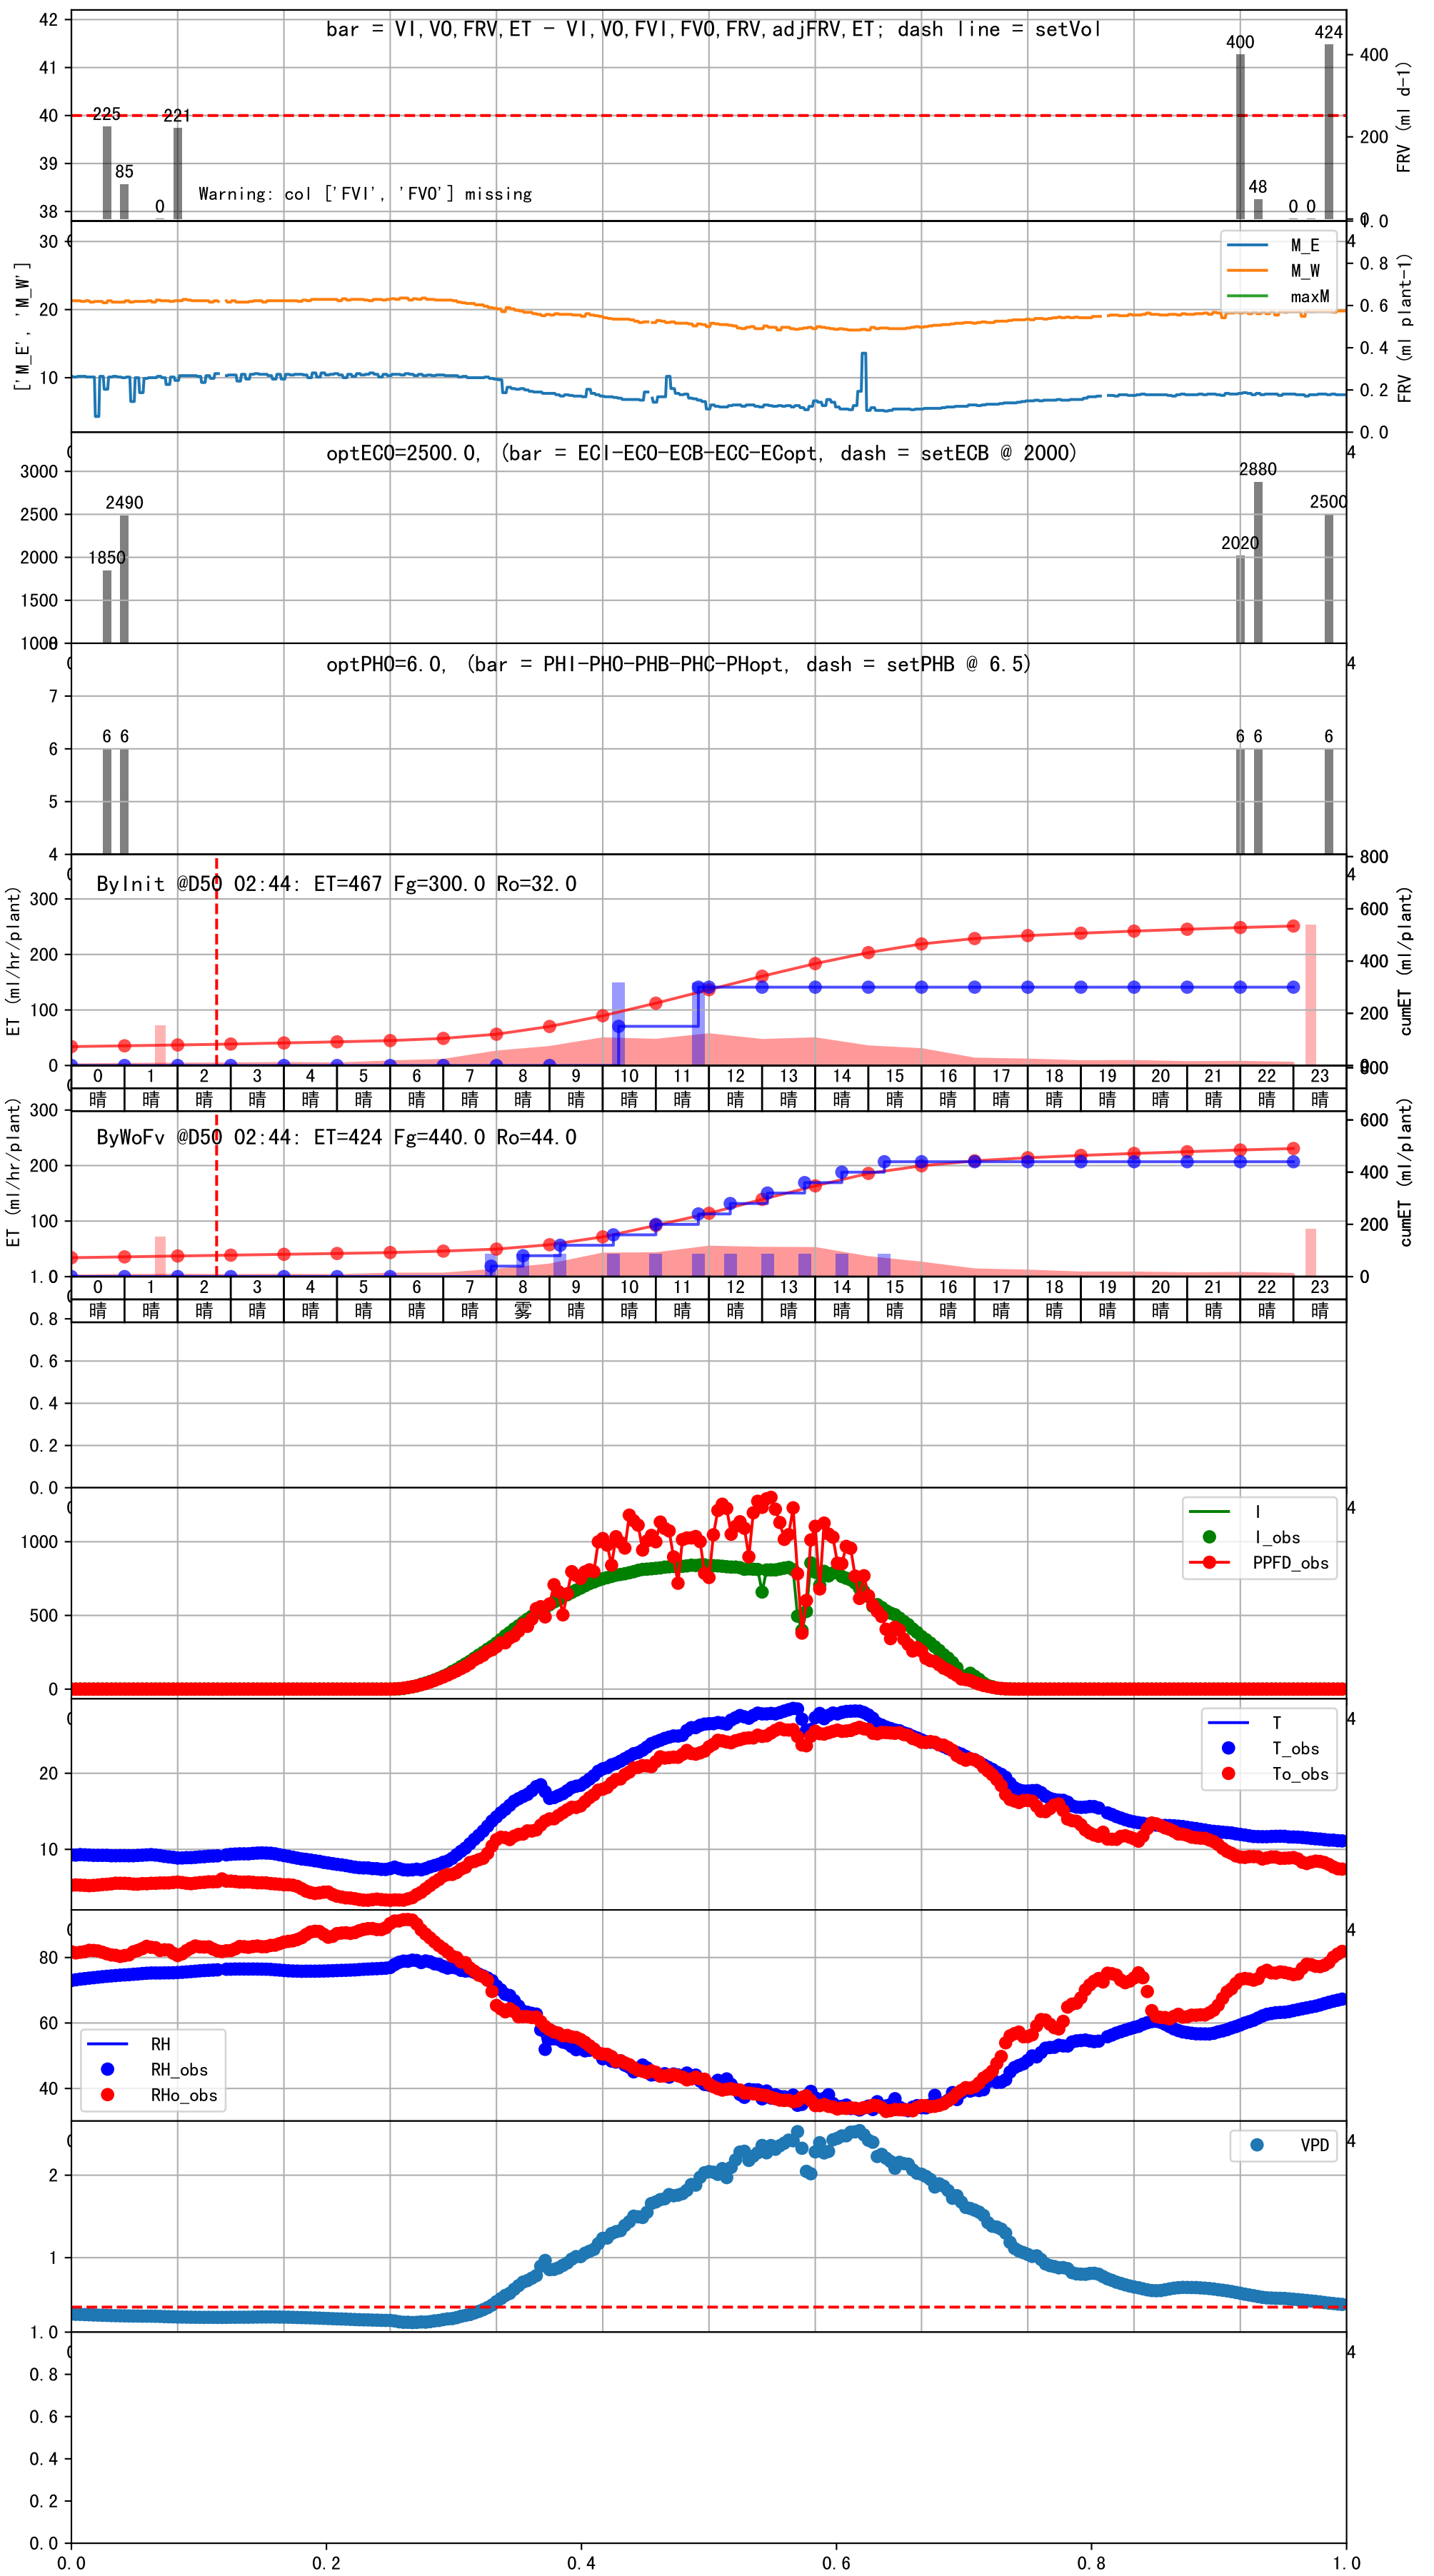 bar = VI,VO,FRV,ET - VI,VO,FVI,FVO,FRV,adjFRV,ET; dash line = setVol
42
41
40
39
38
225
85
0
221
400
48
0 0
424
Warning: col ['FVI', 'FVO'] missing
400
200
0
FRV (ml d-1)
['M_E', 'M_W']
30
20
10
M_E
M_W
maxM
1.0
0.8
0.6
0.4
0.2
0.0
FRV (ml plant-1)
optECO=2500.0, (bar = ECI-ECO-ECB-ECC-ECopt, dash = setECB @ 2000)
3000
2500
2000
1500
1000
1850
2490
2020
2880
2500
optPHO=6.0, (bar = PHI-PHO-PHB-PHC-PHopt, dash = setPHB @ 6.5)
7
6
5
4
6 6
6 6
6
ByInit @D50 02:44: ET=467 Fg=300.0 Ro=32.0
ET (ml/hr/plant)
300
200
100
0
800
600
400
200
0
cumET (ml/plant)
0 1 2 3 4 5 6 7 8 9 10 11 12 13 14 15 16 17 18 19 20 21 22 23
晴 晴 晴 晴 晴 晴 晴 晴 晴 晴 晴 晴 晴 晴 晴 晴 晴 晴 晴 晴 晴 晴 晴 晴
ByWoFv @D50 02:44: ET=424 Fg=440.0 Ro=44.0
ET (ml/hr/plant)
300
200
100
800
600
400
200
0
cumET (ml/plant)
0 1 2 3 4 5 6 7 8 9 10 11 12 13 14 15 16 17 18 19 20 21 22 23
晴 晴 晴 晴 晴 晴 晴 晴 雾 晴 晴 晴 晴 晴 晴 晴 晴 晴 晴 晴 晴 晴 晴 晴
1.0
0.8
0.6
0.4
0.2
0.0
1000
500
0
I
I_obs
PPFD_obs
20
10
T
T_obs
To_obs
80
60
40
RH
RH_obs
RHo_obs
2
1
VPD
1.0
0.8
0.6
0.4
0.2
0.0
0.0 0.2 0.4 0.6 0.8 1.0